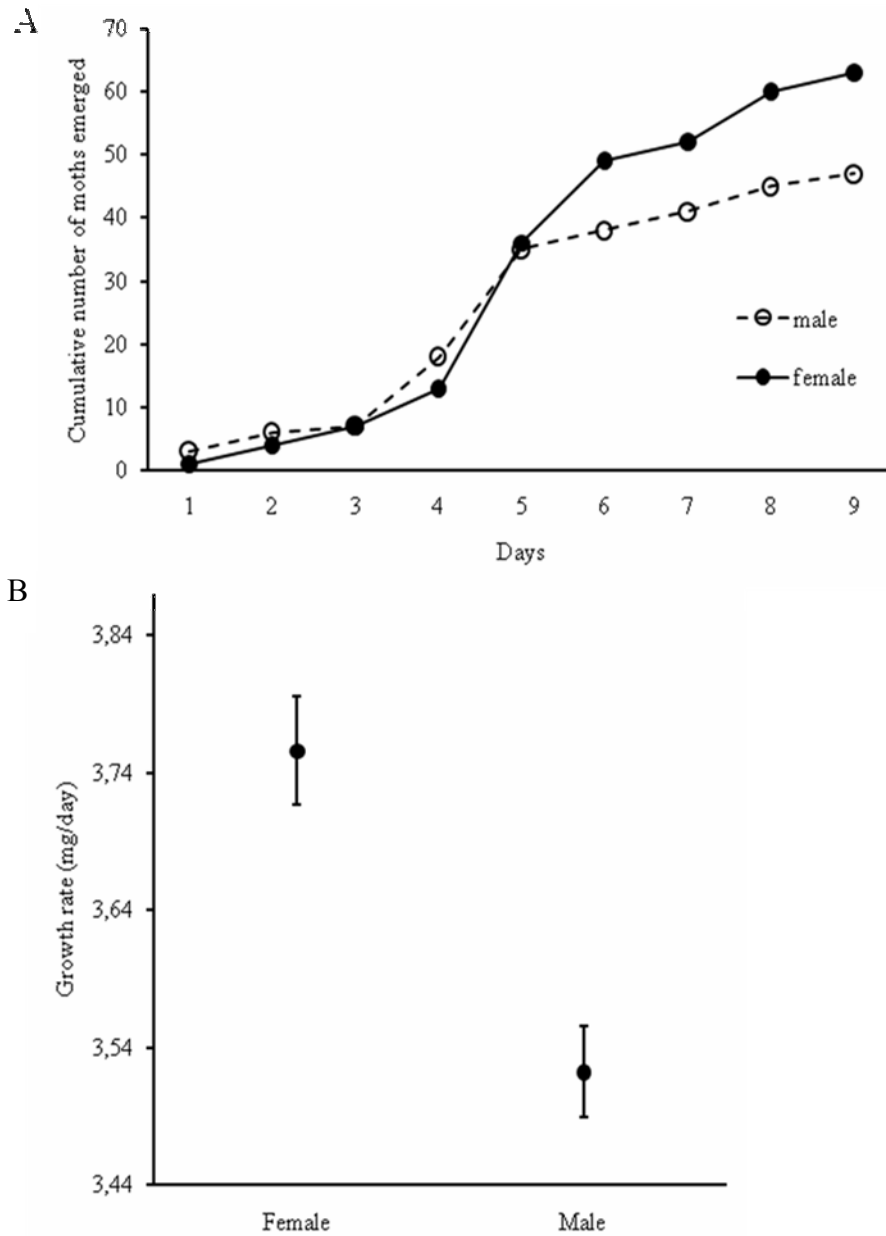 A
Cumulative number of moths emerged
70
60
50
40
30
20
10
0
male
female
1 2 3 4 5 6 7 8 9
Days
B
Growth rate (mg/day)
3,84
3,74
3,64
3,54
3,44
Female Male